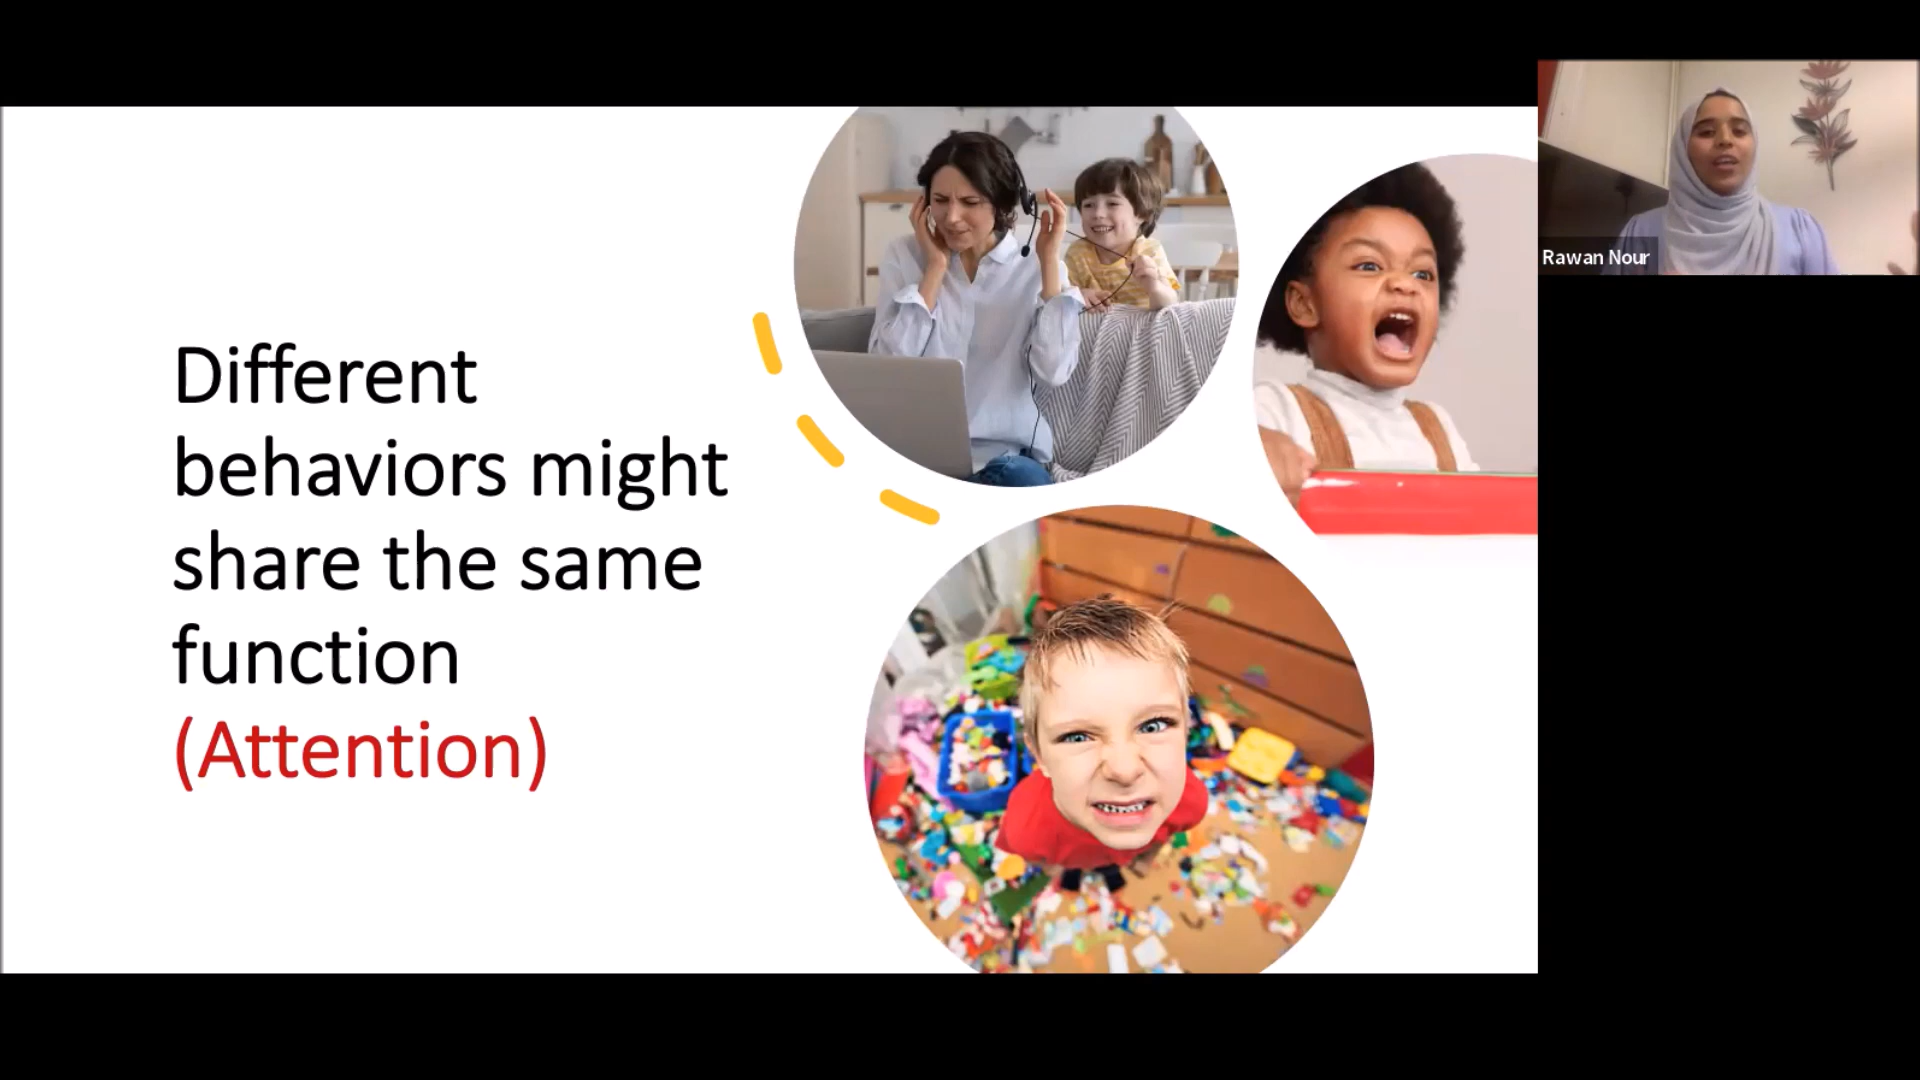 Different
behaviors might
share the same
function
(Attention)
Rawan Nour